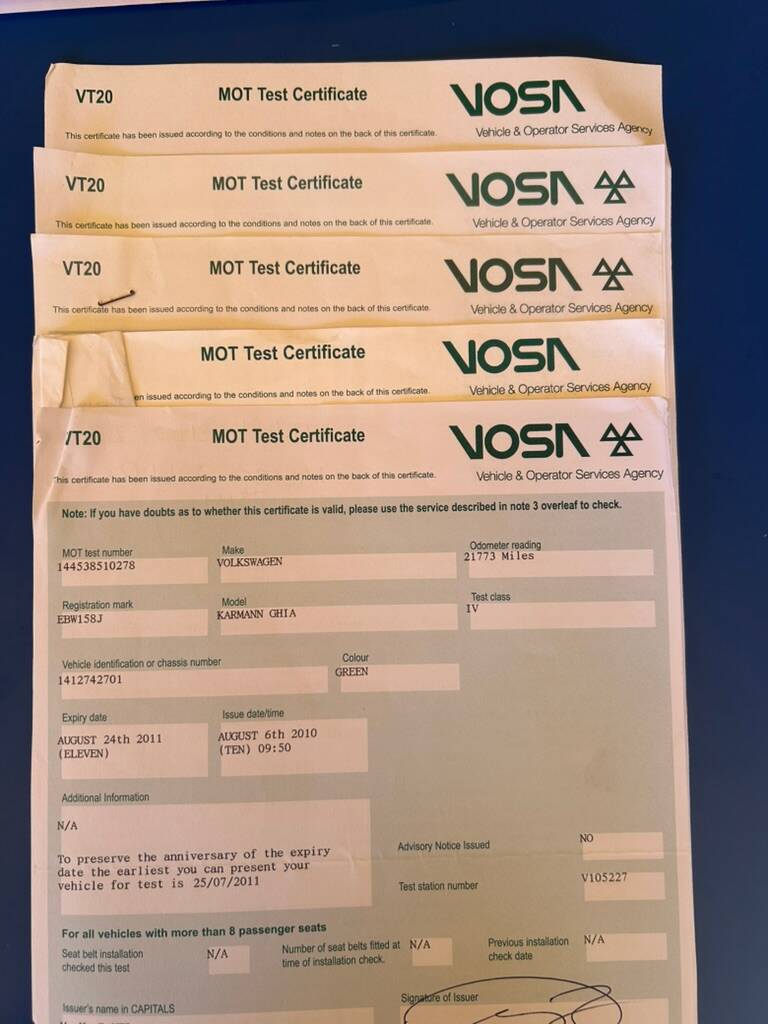 VT20 MOT Test Certificate VOSA
This certificate has been issued according to the conditions and notes on the back of this certificate. Vehicle & Operator Services Agency
VT20 MOT Test Certificate VOSA
This certificate has been issued according to the conditions and notes on the back of this certificate. Vehicle & Operator Services Agency
VT20 MOT Test Certificate VOSA
This certificate has been issued according to the conditions and notes on the back of this certificate. Vehicle & Operator Services Agency
MOT Test Certificate VOSA
en issued according to the conditions and notes on the back of this certificate. Vehicle & Operator Services Agency
VT20 MOT Test Certificate VOSA
This certificate has been issued according to the conditions and notes on the back of this certificate. Vehicle & Operator Services Agency
Note: If you have doubts as to whether this certificate is valid, please use the service described in note 3 overleaf to check.
MOT test number Make Odometer reading
144538510278 VOLKSWAGEN 21773 Miles
Registration mark Model Test class
EBW158J KARMANN GHIA IV
Vehicle identification or chassis number Colour
1412742701 GREEN
Expiry date Issue date/time
AUGUST 24th 2011 AUGUST 6th 2010
(ELEVEN) (TEN) 09:50
Additional Information
N/A
Advisory Notice Issued NO
To preserve the anniversary of the expiry
date the earliest you can present your
vehicle for test is 25/07/2011
Test station number V105227
For all vehicles with more than 8 passenger seats
Seat belt installation N/A Number of seat belts fitted at N/A Previous installation N/A
checked this test time of installation check. check date
Issuer's name in CAPITALS Signature of Issuer